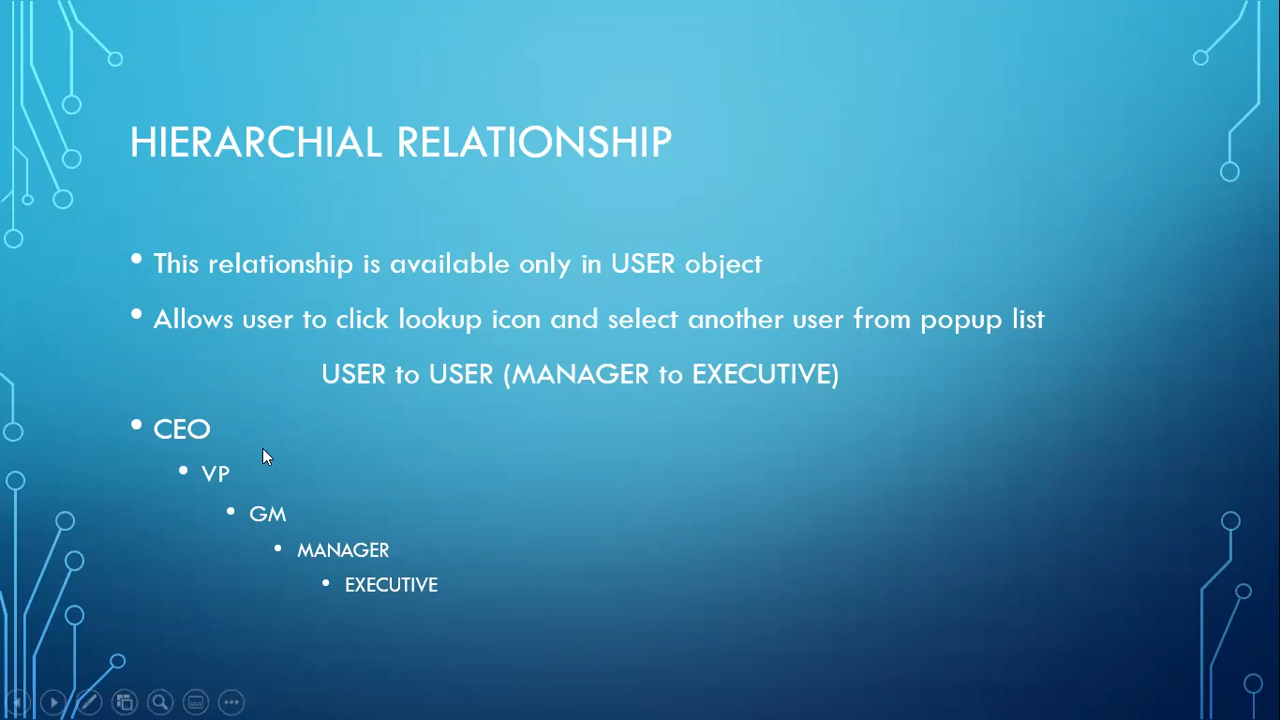 HIERARCHIAL RELATIONSHIP
• This relationship is available only in USER object
• Allows user to click lookup icon and select another user from popup list
USER to USER (MANAGER to EXECUTIVE)
• CEO
• VP
• GM
• MANAGER
• EXECUTIVE